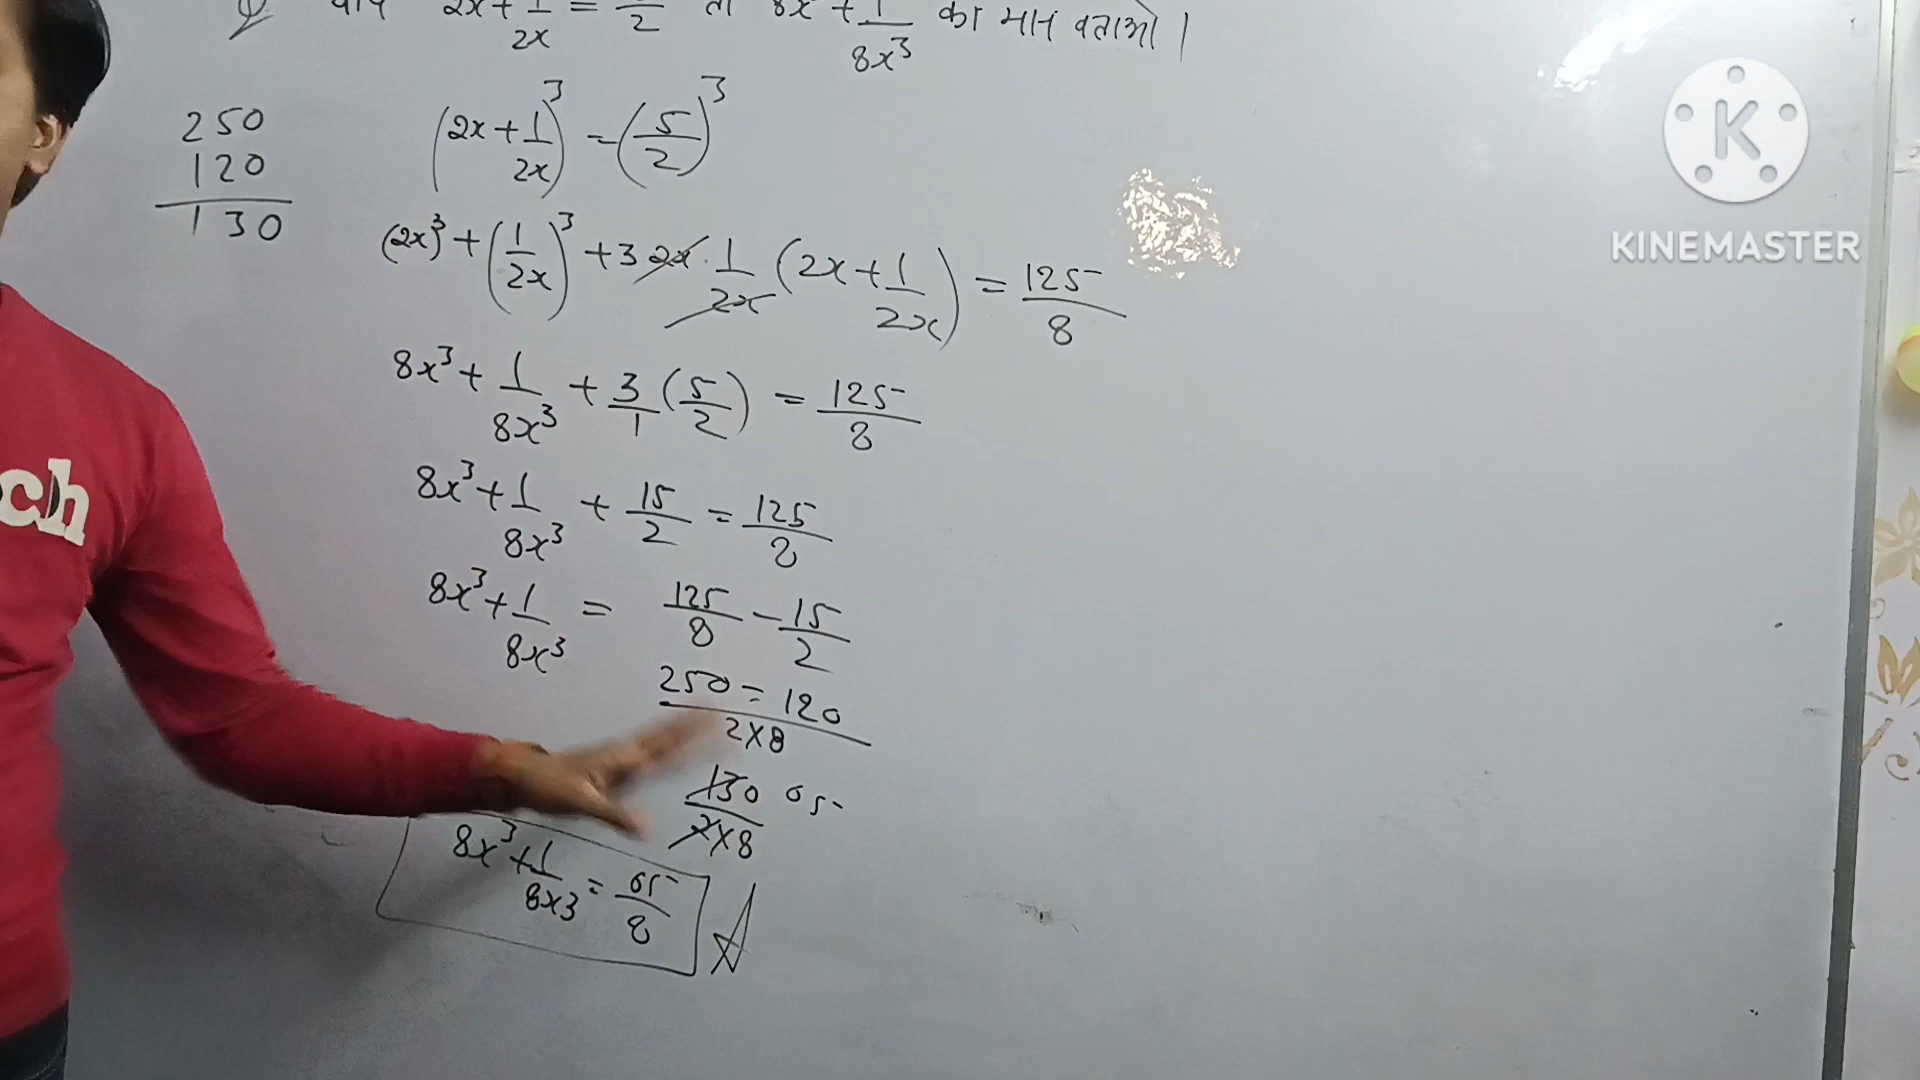 Q यदि 2x + 1/2x = 5/2 तो 8x³ + 1/8x³ का मान बताओ।
250
120
130
(2x + 1/2x)³ = (5/2)³
(2x)³ + (1/2x)³ + 3 2x · 1/2x (2x + 1/2x) = 125/8
8x³ + 1/8x³ + 3/1 (5/2) = 125/8
8x³ + 1/8x³ + 15/2 = 125/8
8x³ + 1/8x³ = 125/8 - 15/2
250 = 120 / 2×8
130 65 / 2×8
8x³ + 1/8x3 = 65/8
KINEMASTER
ch